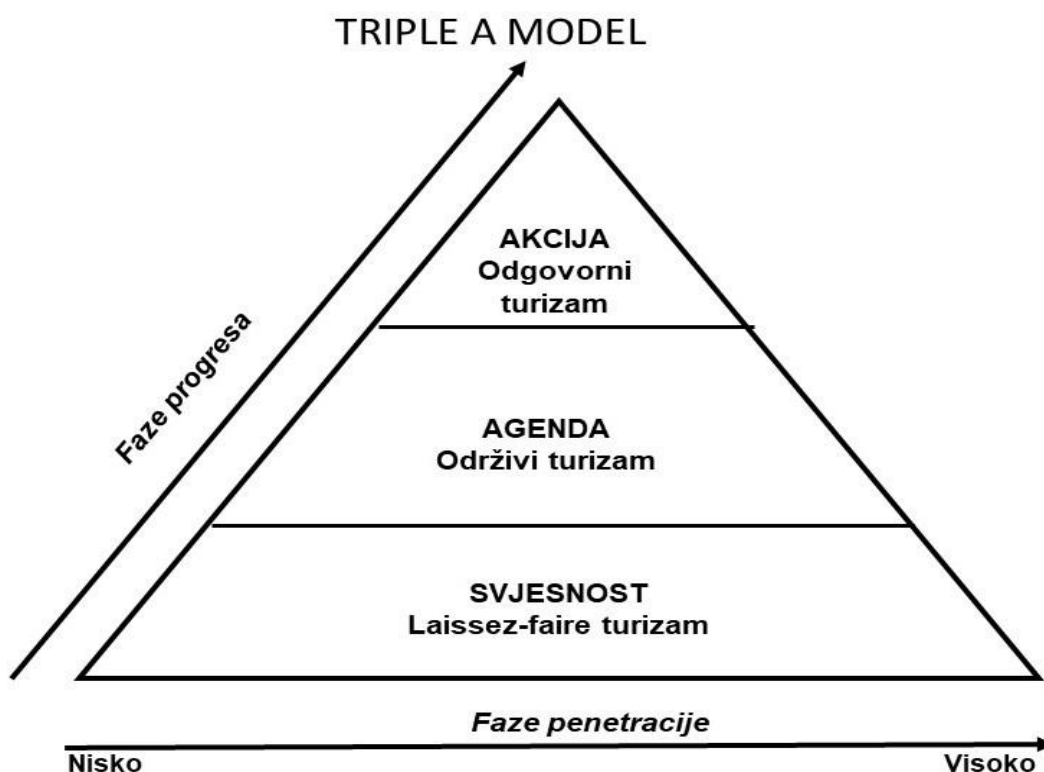 TRIPLE A MODEL
AKCIJA
Odgovorni
turizam
Faze progresa
AGENDA
Održivi turizam
SVJESNOST
Laissez-faire turizam
Faze penetracije
Nisko
Visoko